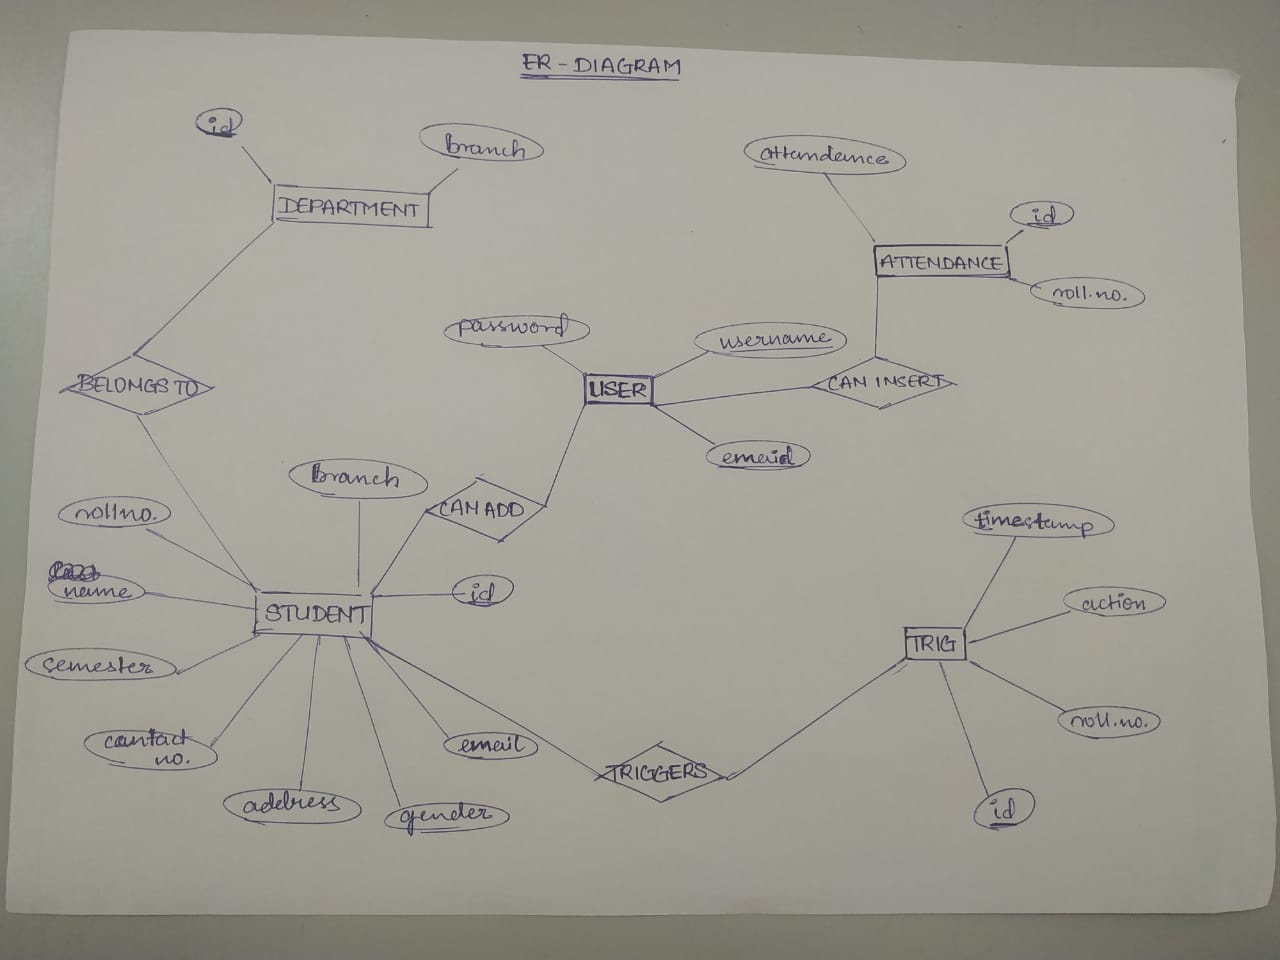 ER - DIAGRAM
id
branch
DEPARTMENT
attendance
id
ATTENDANCE
roll.no.
password
username
USER
CAN INSERT
emaid
BELONGS TO
branch
CAN ADD
rollno.
name
STUDENT
id
semester
contact
no.
address
gender
email
TRIGGERS
timestamp
action
TRIG
roll.no.
id